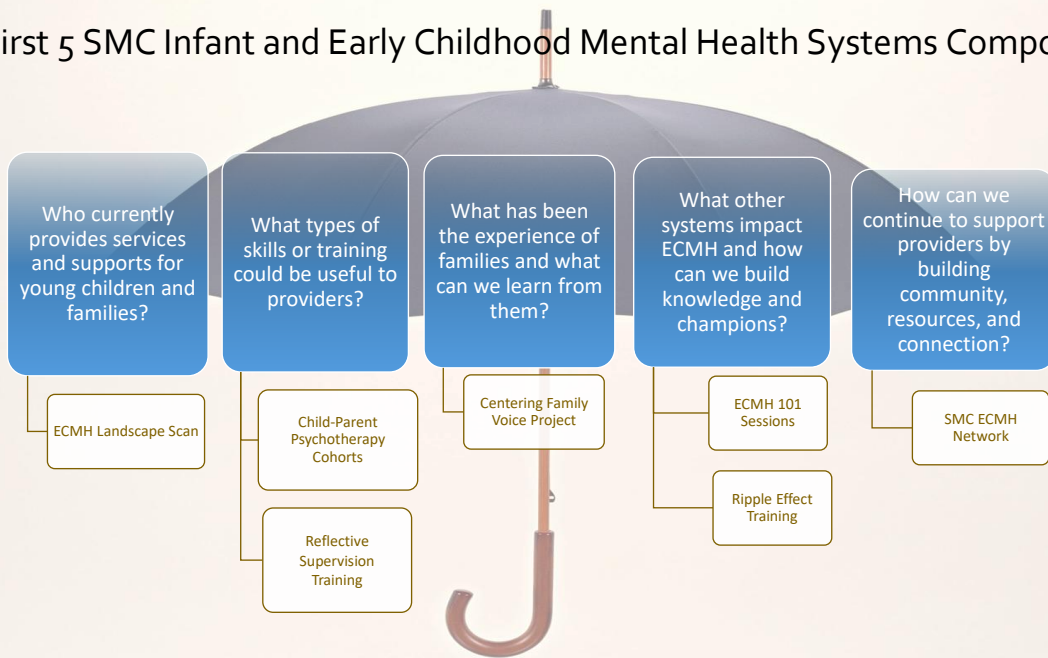 irst 5 SMC Infant and Early Childhood Mental Health Systems Compo
Who currently
provides services
and supports for
young children and
families?
ECMH Landscape Scan
What types of
skills or training
could be useful to
providers?
Child-Parent
Psychotherapy
Cohorts
Reflective
Supervision
Training
What has been
the experience of
families and what
can we learn from
them?
Centering Family
Voice Project
What other
systems impact
ECMH and how
can we build
knowledge and
champions?
ECMH 101
Sessions
Ripple Effect
Training
How can we
continue to support
providers by
building
community,
resources, and
connection?
SMC ECMH
Network